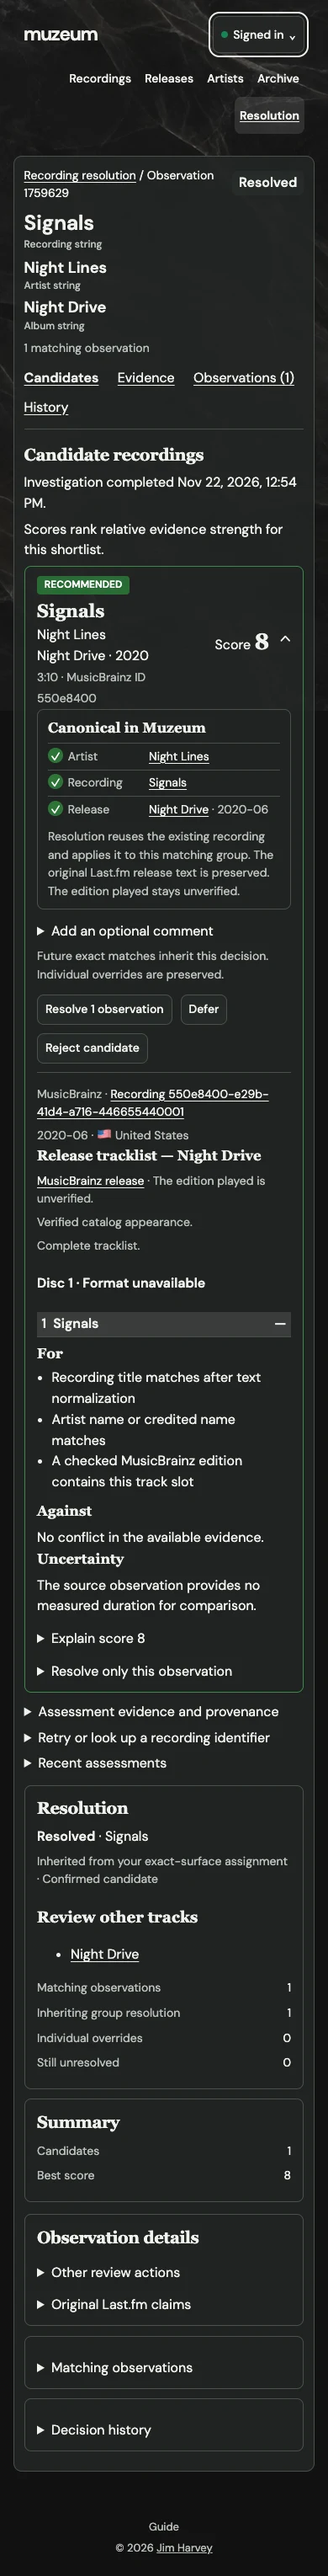 muzeum
Signed in
Recordings Releases Artists Archive
Resolution
Recording resolution / Observation
1759629
Resolved
Signals
Recording string
Night Lines
Artist string
Night Drive
Album string
1 matching observation
Candidates Evidence Observations (1)
History
Candidate recordings
Investigation completed Nov 22, 2026, 12:54
PM.
Scores rank relative evidence strength for
this shortlist.
RECOMMENDED
Signals
Night Lines
Night Drive · 2020
Score 8
3:10 · MusicBrainz ID
550e8400
Canonical in Muzeum
Artist Night Lines
Recording Signals
Release Night Drive · 2020-06
Resolution reuses the existing recording
and applies it to this matching group. The
original Last.fm release text is preserved.
The edition played stays unverified.
Add an optional comment
Future exact matches inherit this decision.
Individual overrides are preserved.
Resolve 1 observation Defer
Reject candidate
MusicBrainz · Recording 550e8400-e29b-
41d4-a716-446655440001
2020-06 · 🇺🇸 United States
Release tracklist — Night Drive
MusicBrainz release · The edition played is
unverified.
Verified catalog appearance.
Complete tracklist.
Disc 1 · Format unavailable
1 Signals —
For
• Recording title matches after text
normalization
• Artist name or credited name
matches
• A checked MusicBrainz edition
contains this track slot
Against
No conflict in the available evidence.
Uncertainty
The source observation provides no
measured duration for comparison.
Explain score 8
Resolve only this observation
Assessment evidence and provenance
Retry or look up a recording identifier
Recent assessments
Resolution
Resolved · Signals
Inherited from your exact-surface assignment
· Confirmed candidate
Review other tracks
• Night Drive
Matching observations 1
Inheriting group resolution 1
Individual overrides 0
Still unresolved 0
Summary
Candidates 1
Best score 8
Observation details
Other review actions
Original Last.fm claims
Matching observations
Decision history
Guide
© 2026 Jim Harvey